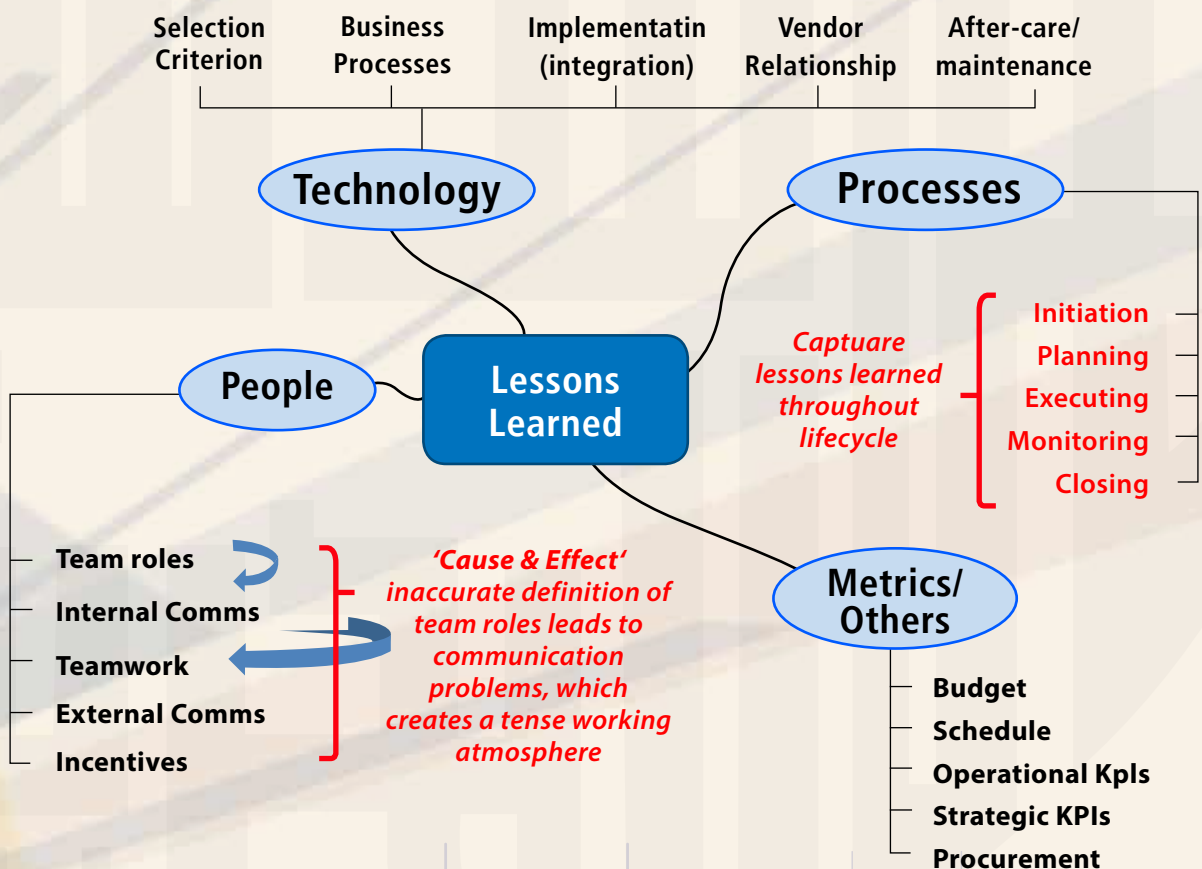 Selection
Criterion
Business
Processes
Implementatin
(integration)
Vendor
Relationship
After-care/
maintenance
Technology
Processes
Initiation
Planning
Executing
Monitoring
Closing
Captuare
lessons learned
throughout
lifecycle
People
Lessons
Learned
Team roles
Internal Comms
Teamwork
External Comms
Incentives
'Cause & Effect‘
inaccurate definition of
team roles leads to
communication
problems, which
creates a tense working
atmosphere
Metrics/
Others
Budget
Schedule
Operational Kpls
Strategic KPIs
Procurement